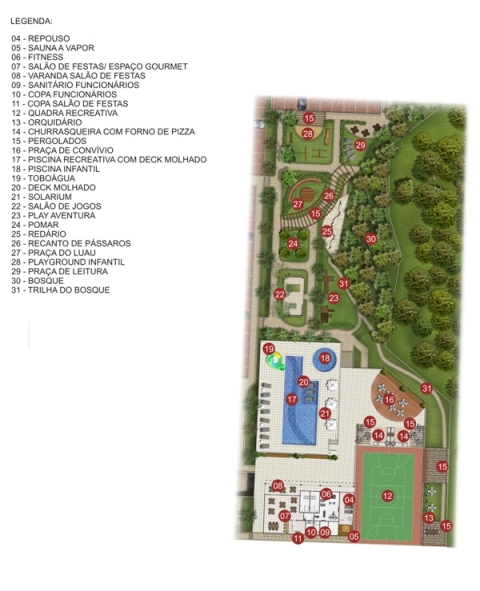 LEGENDA:
04 - REPOUSO
05 - SAUNA A VAPOR
06 - FITNESS
07 - SALÃO DE FESTAS/ ESPAÇO GOURMET
08 - VARANDA SALÃO DE FESTAS
09 - SANITÁRIO FUNCIONÁRIOS
10 - COPA FUNCIONÁRIOS
11 - COPA SALÃO DE FESTAS
12 - QUADRA RECREATIVA
13 - ORQUIDÁRIO
14 - CHURRASQUEIRA COM FORNO DE PIZZA
15 - PERGOLADOS
16 - PRAÇA DE CONVÍVIO
17 - PISCINA RECREATIVA COM DECK MOLHADO
18 - PISCINA INFANTIL
19 - TOBOÁGUA
20 - DECK MOLHADO
21 - SOLARIUM
22 - SALÃO DE JOGOS
23 - PLAY AVENTURA
24 - POMAR
25 - REDÁRIO
26 - RECANTO DE PÁSSAROS
27 - PRAÇA DO LUAU
28 - PLAYGROUND INFANTIL
29 - PRAÇA DE LEITURA
30 - BOSQUE
31 - TRILHA DO BOSQUE
15
28
29
26
27
15
25
30
24
31
22
23
19
18
20
31
17
16
21
15
15
14
14
15
08
06
04
12
07
13
15
10
09
05
11